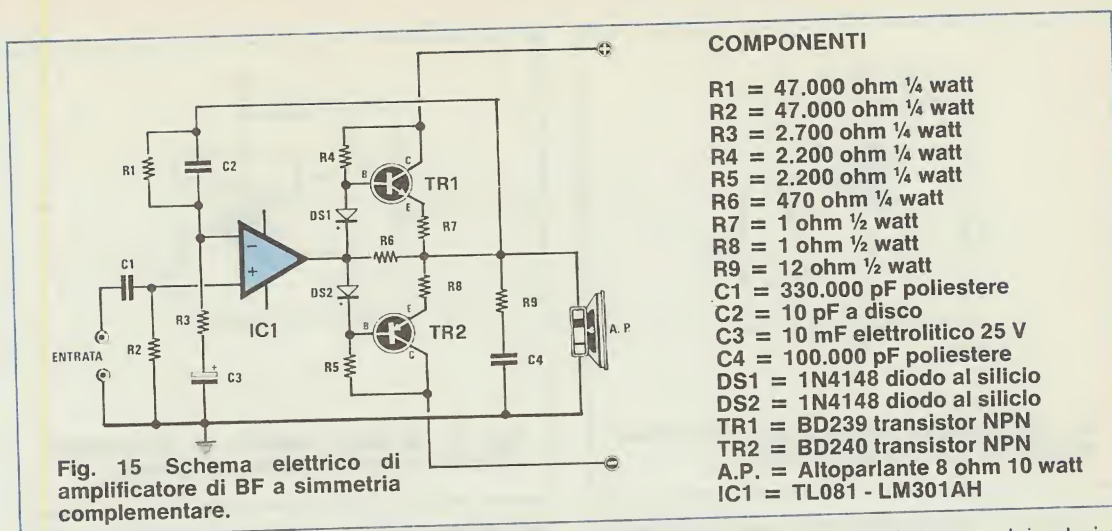 R1
C2
R4
B
C
TR1
E
DS1
R7
C1
−
+
R6
DS2
R8
R9
A. P.
R3
IC1
B
E
TR2
C
ENTRATA
R2
+
C3
R5
C4
+
−
Fig. 15 Schema elettrico di
amplificatore di BF a simmetria
complementare.
COMPONENTI
R1 = 47.000 ohm ¼ watt
R2 = 47.000 ohm ¼ watt
R3 = 2.700 ohm ¼ watt
R4 = 2.200 ohm ¼ watt
R5 = 2.200 ohm ¼ watt
R6 = 470 ohm ¼ watt
R7 = 1 ohm ½ watt
R8 = 1 ohm ½ watt
R9 = 12 ohm ½ watt
C1 = 330.000 pF poliestere
C2 = 10 pF a disco
C3 = 10 mF elettrolitico 25 V
C4 = 100.000 pF poliestere
DS1 = 1N4148 diodo al silicio
DS2 = 1N4148 diodo al silicio
TR1 = BD239 transistor NPN
TR2 = BD240 transistor NPN
A.P. = Altoparlante 8 ohm 10 watt
IC1 = TL081 - LM301AH